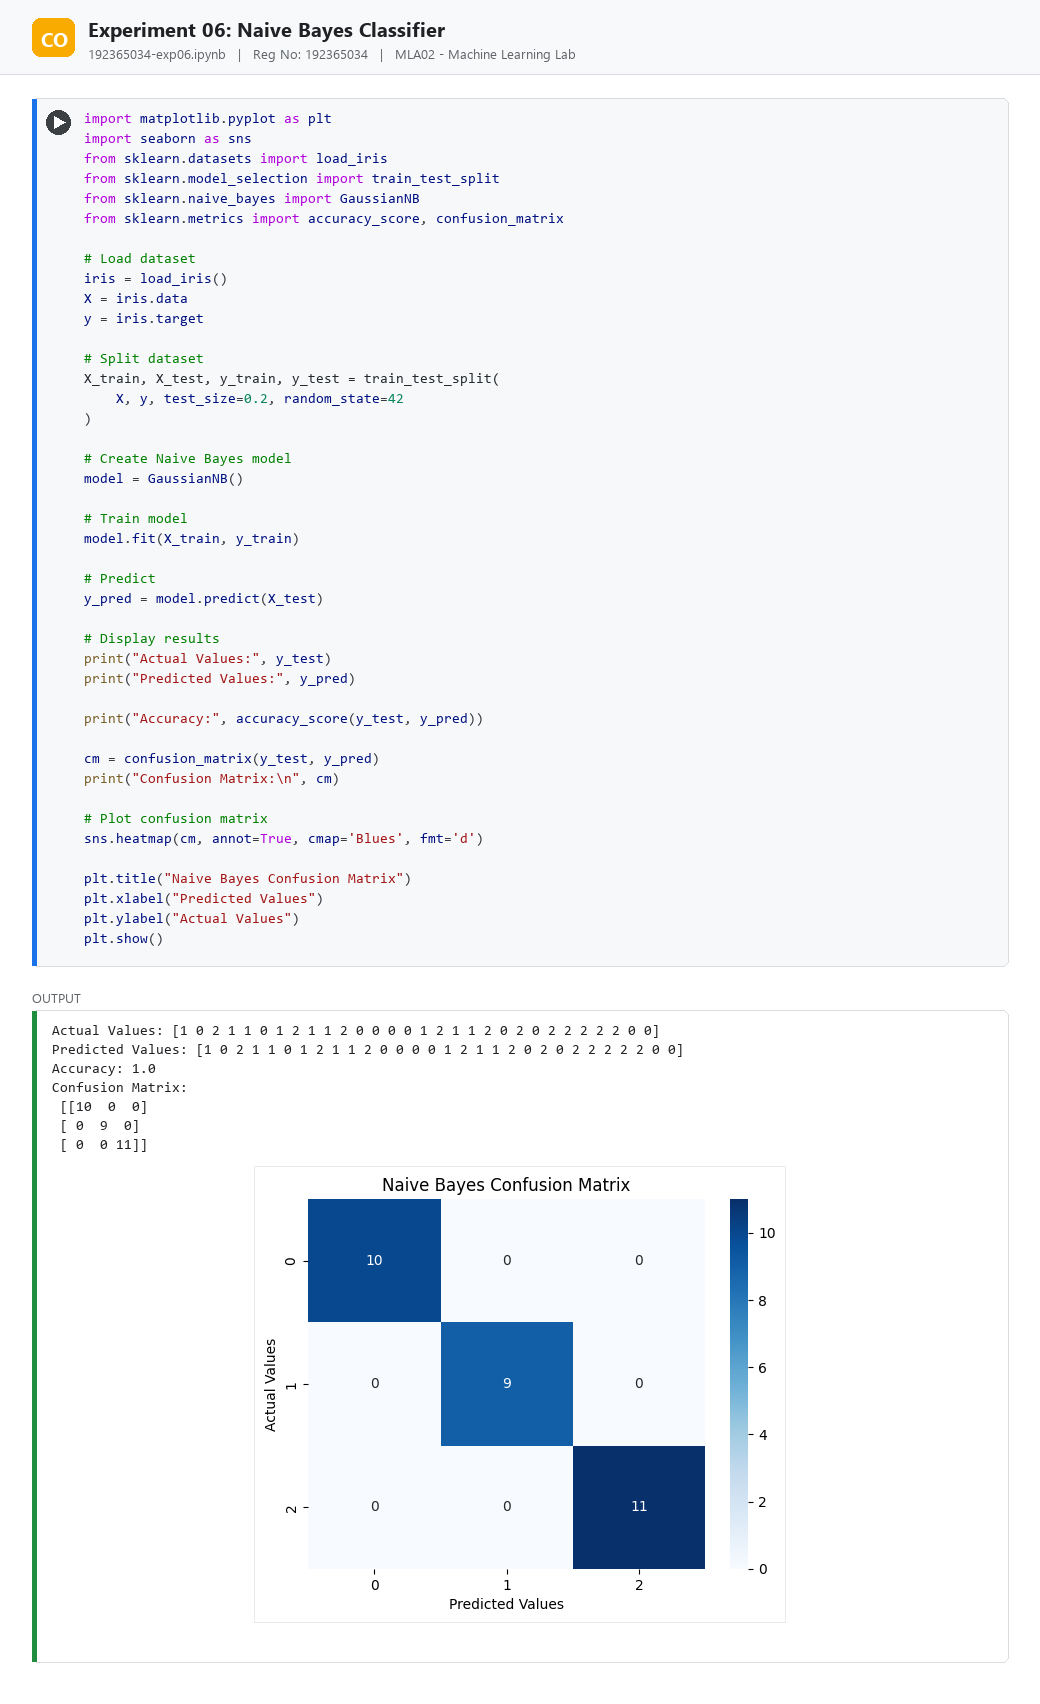 CO
Experiment 06: Naive Bayes Classifier
192365034-exp06.ipynb | Reg No: 192365034 | MLA02 - Machine Learning Lab
import matplotlib.pyplot as plt
import seaborn as sns
from sklearn.datasets import load_iris
from sklearn.model_selection import train_test_split
from sklearn.naive_bayes import GaussianNB
from sklearn.metrics import accuracy_score, confusion_matrix
# Load dataset
iris = load_iris()
X = iris.data
y = iris.target
# Split dataset
X_train, X_test, y_train, y_test = train_test_split(
    X, y, test_size=0.2, random_state=42
)
# Create Naive Bayes model
model = GaussianNB()
# Train model
model.fit(X_train, y_train)
# Predict
y_pred = model.predict(X_test)
# Display results
print("Actual Values:", y_test)
print("Predicted Values:", y_pred)
print("Accuracy:", accuracy_score(y_test, y_pred))
cm = confusion_matrix(y_test, y_pred)
print("Confusion Matrix:\n", cm)
# Plot confusion matrix
sns.heatmap(cm, annot=True, cmap='Blues', fmt='d')
plt.title("Naive Bayes Confusion Matrix")
plt.xlabel("Predicted Values")
plt.ylabel("Actual Values")
plt.show()
OUTPUT
Actual Values: [1 0 2 1 1 0 1 2 1 1 2 0 0 0 0 1 2 1 1 2 0 2 0 2 2 2 2 2 0 0]
Predicted Values: [1 0 2 1 1 0 1 2 1 1 2 0 0 0 0 1 2 1 1 2 0 2 0 2 2 2 2 2 0 0]
Accuracy: 1.0
Confusion Matrix:
 [[10  0  0]
 [ 0  9  0]
 [ 0  0 11]]
Naive Bayes Confusion Matrix
0 10 0 0
1 0 9 0
2 0 0 11
Actual Values
0 1 2
Predicted Values
10
8
6
4
2
0